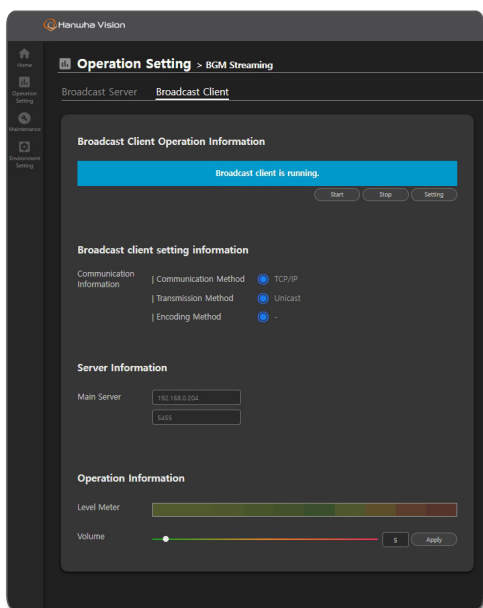 Hanwha Vision
Home
Operation
Setting
Maintenance
Environment
Setting
Operation Setting > BGM Streaming
Broadcast Server Broadcast Client
Broadcast Client Operation Information
Broadcast client is running.
Start Stop Setting
Broadcast client setting information
Communication
Information
| Communication Method TCP/IP
| Transmission Method Unicast
| Encoding Method -
Server Information
Main Server 192.168.0.204
5455
Operation Information
Level Meter
Volume 5 Apply